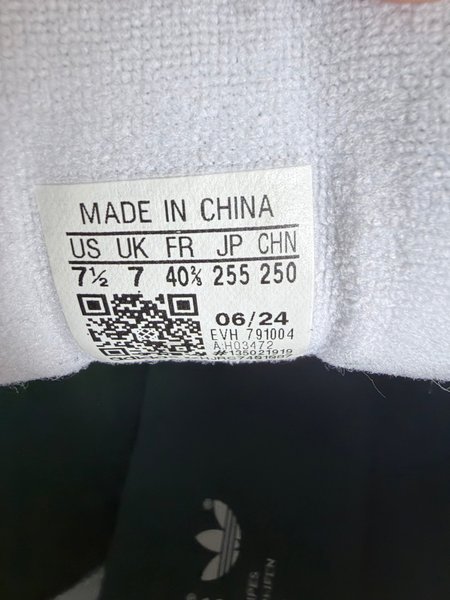 MADE IN CHINA
US UK FR JP CHN
7½ 7 40⅔ 255 250
06/24
EVH 791004
A:H03472
#135021919